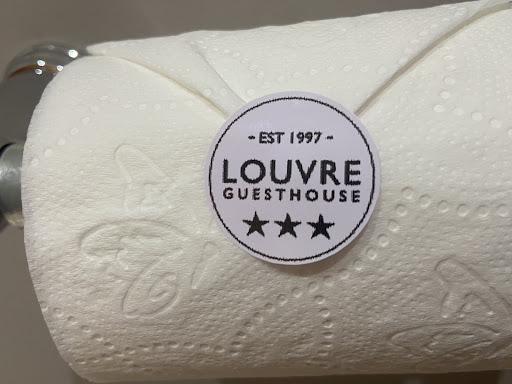 - EST 1997 -
LOUVRE
GUESTHOUSE
★★★